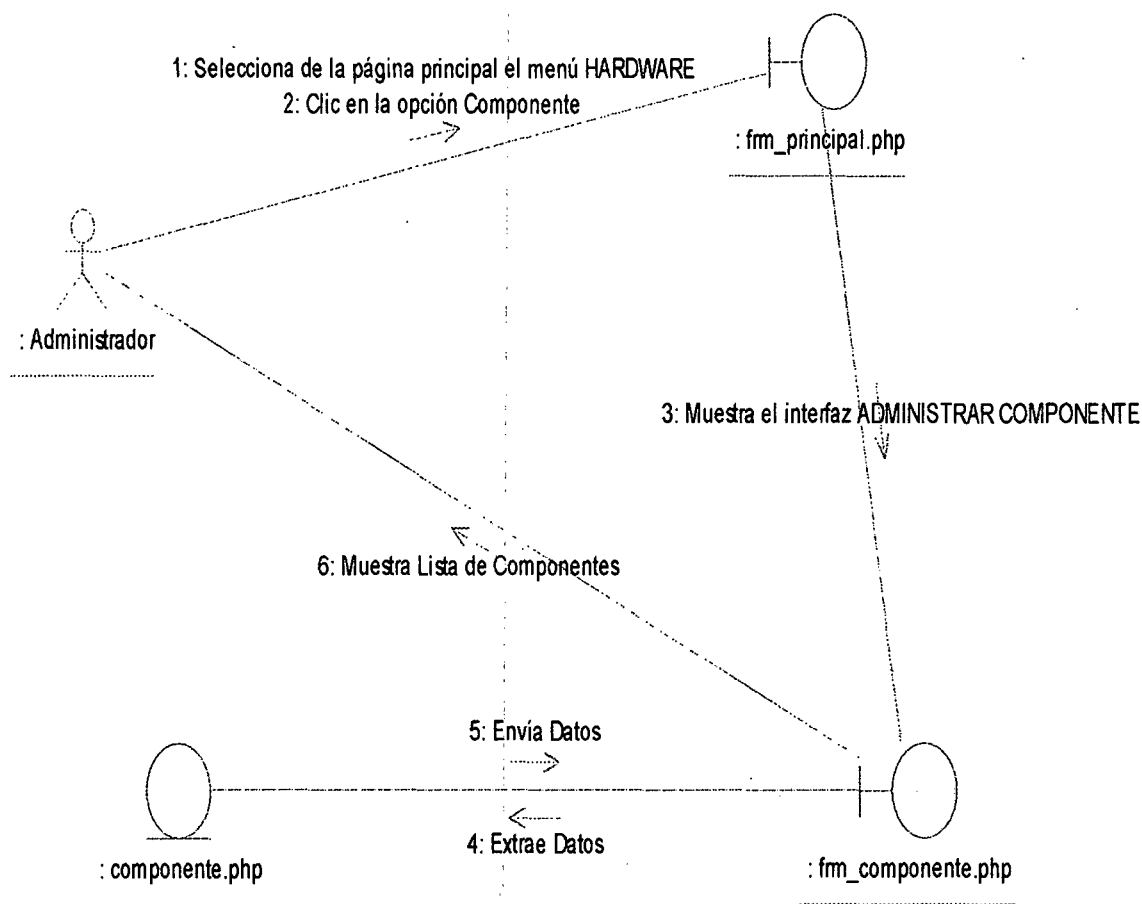 1: Selecciona de la página principal el menú HARDWARE
2: Clic en la opción Componente
: frm_principal.php
: Administrador
3: Muestra el interfaz ADMINISTRAR COMPONENTE
6: Muestra Lista de Componentes
5: Envía Datos
4: Extrae Datos
: componente.php
: frm_componente.php